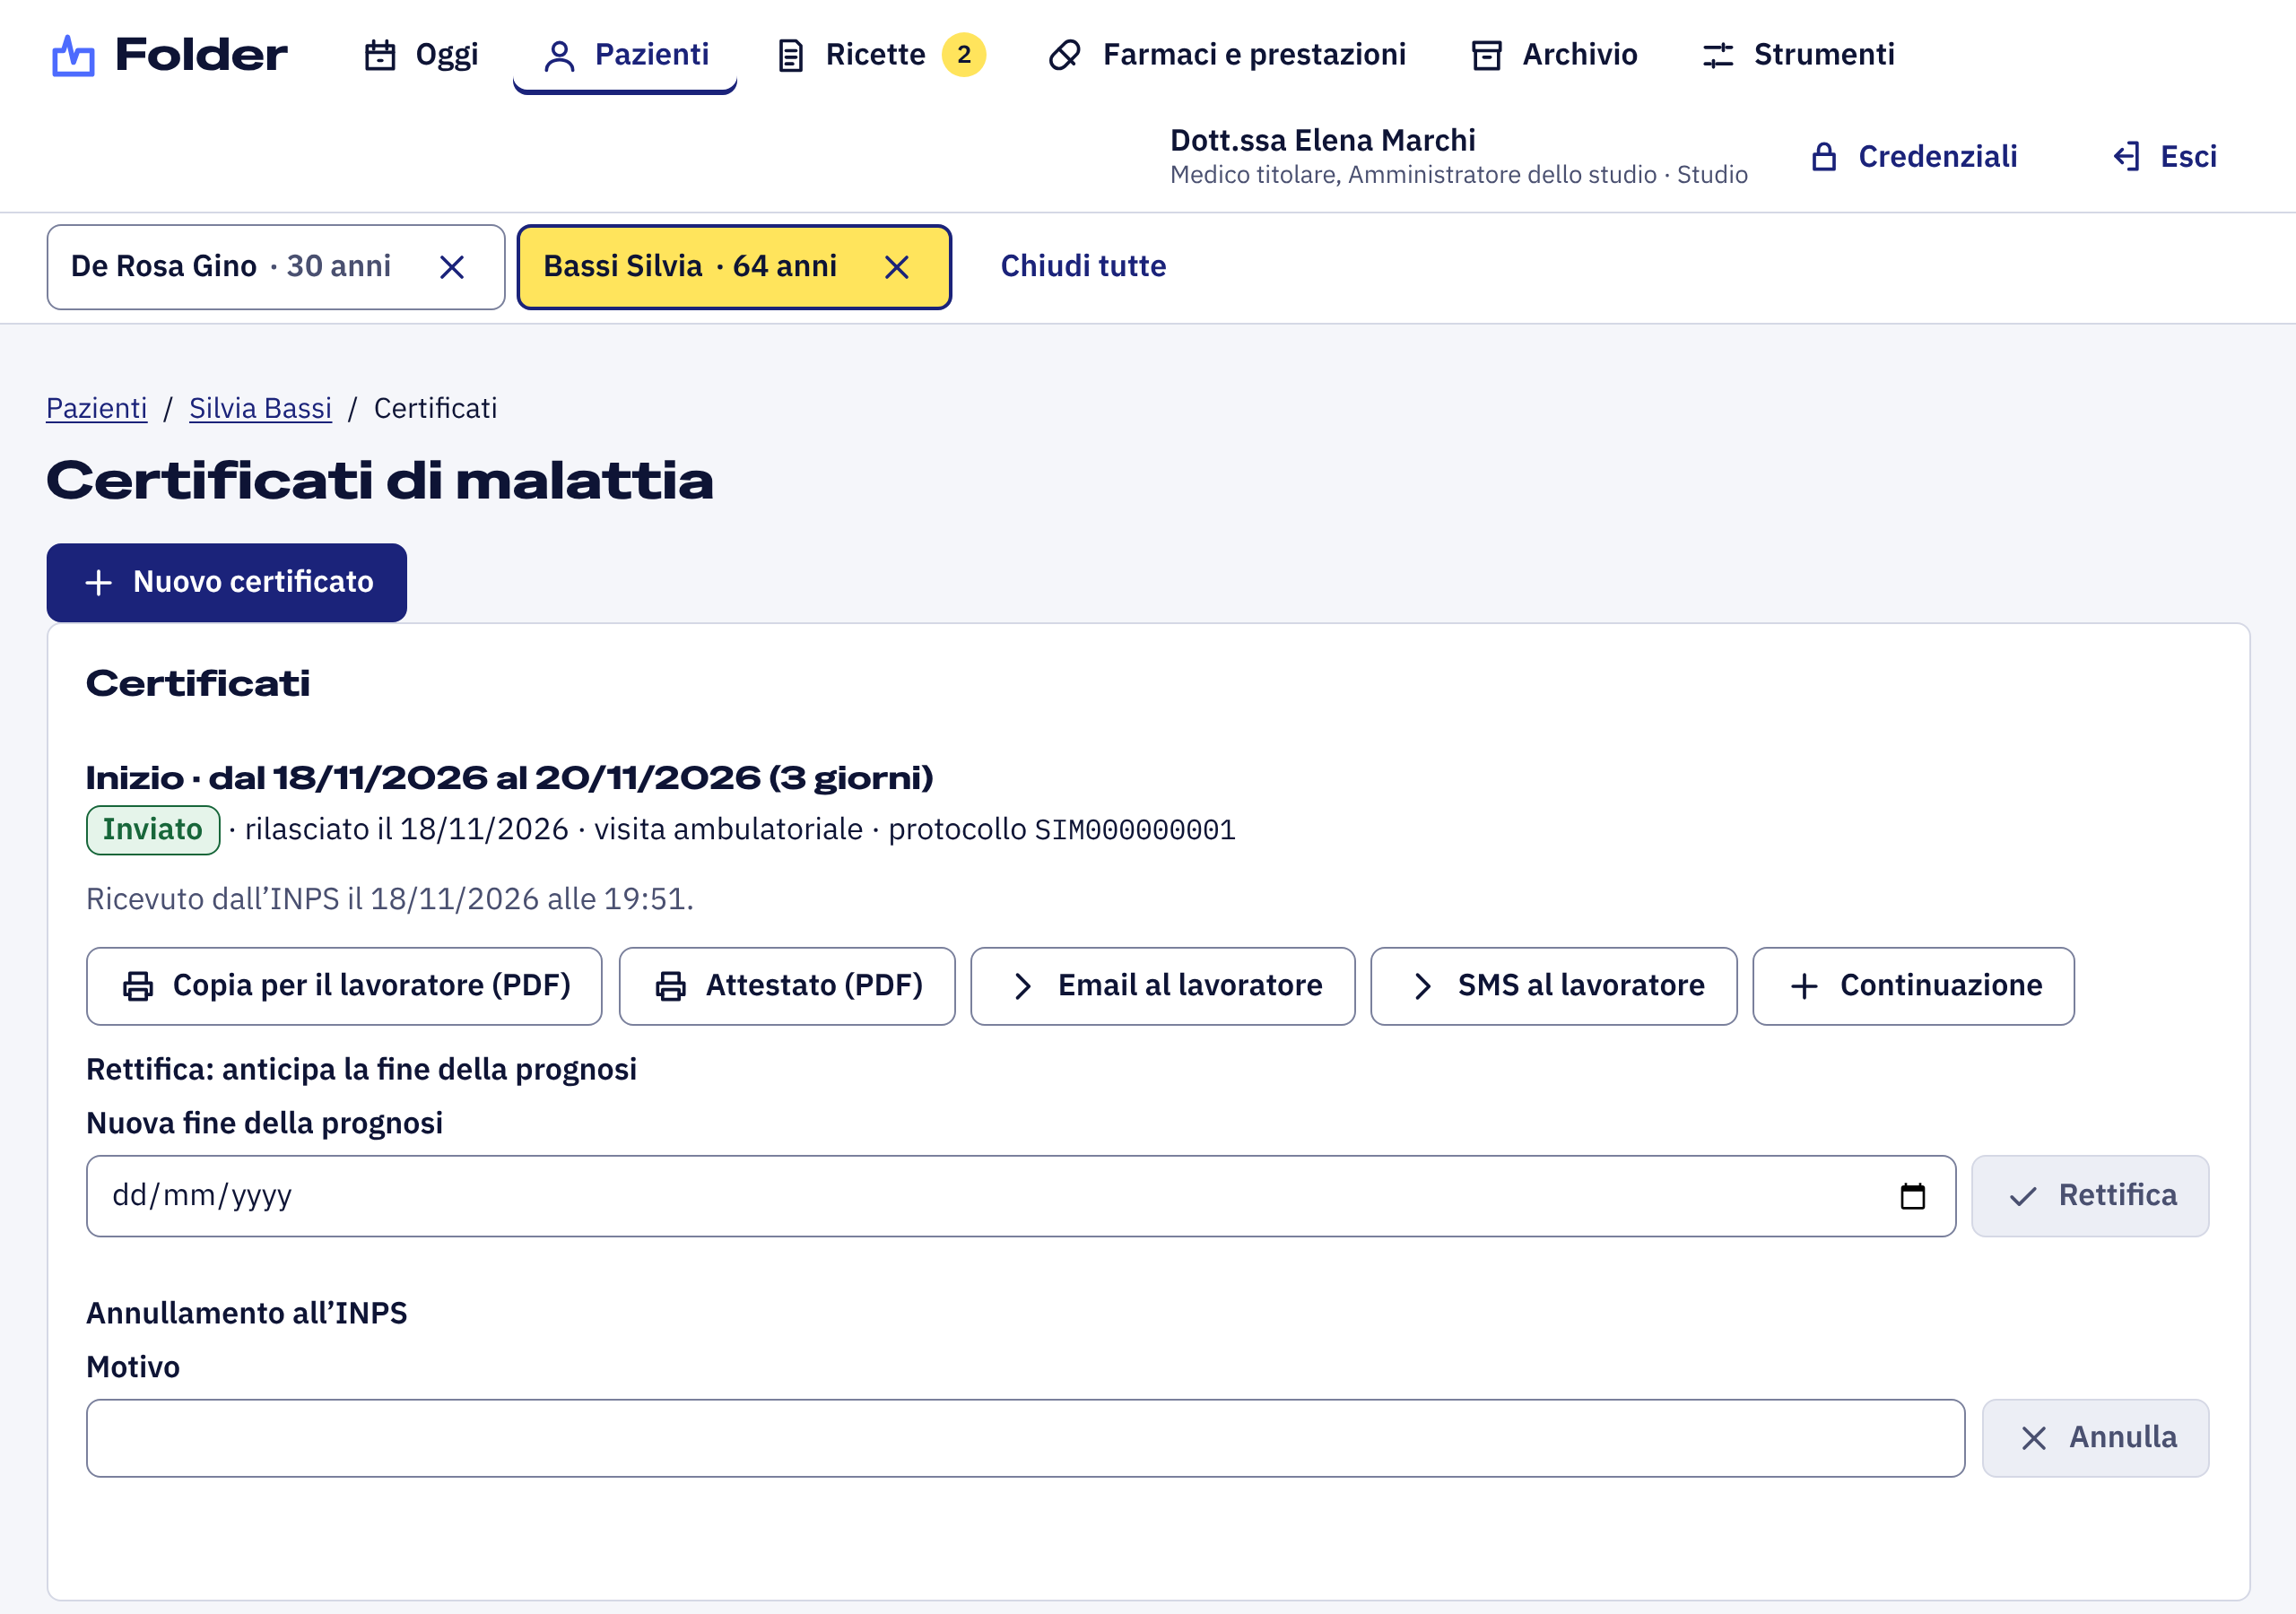 Folder
Oggi
Pazienti
Ricette 2
Farmaci e prestazioni
Archivio
Strumenti
Dott.ssa Elena Marchi
Medico titolare, Amministratore dello studio · Studio
Credenziali
Esci
De Rosa Gino · 30 anni
Bassi Silvia · 64 anni
Chiudi tutte
Pazienti / Silvia Bassi / Certificati
Certificati di malattia
Nuovo certificato
Certificati
Inizio · dal 18/11/2026 al 20/11/2026 (3 giorni)
Inviato · rilasciato il 18/11/2026 · visita ambulatoriale · protocollo SIM000000001
Ricevuto dall’INPS il 18/11/2026 alle 19:51.
Copia per il lavoratore (PDF)
Attestato (PDF)
Email al lavoratore
SMS al lavoratore
Continuazione
Rettifica: anticipa la fine della prognosi
Nuova fine della prognosi
dd/mm/yyyy
Rettifica
Annullamento all’INPS
Motivo
Annulla